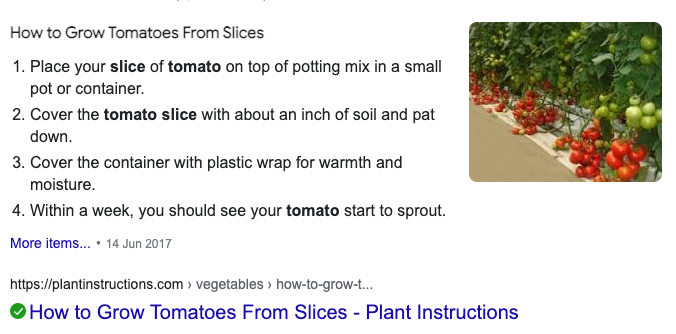 How to Grow Tomatoes From Slices
1. Place your slice of tomato on top of potting mix in a small
pot or container.
2. Cover the tomato slice with about an inch of soil and pat
down.
3. Cover the container with plastic wrap for warmth and
moisture.
4. Within a week, you should see your tomato start to sprout.
More items... • 14 Jun 2017
https://plantinstructions.com › vegetables › how-to-grow-t...
How to Grow Tomatoes From Slices - Plant Instructions